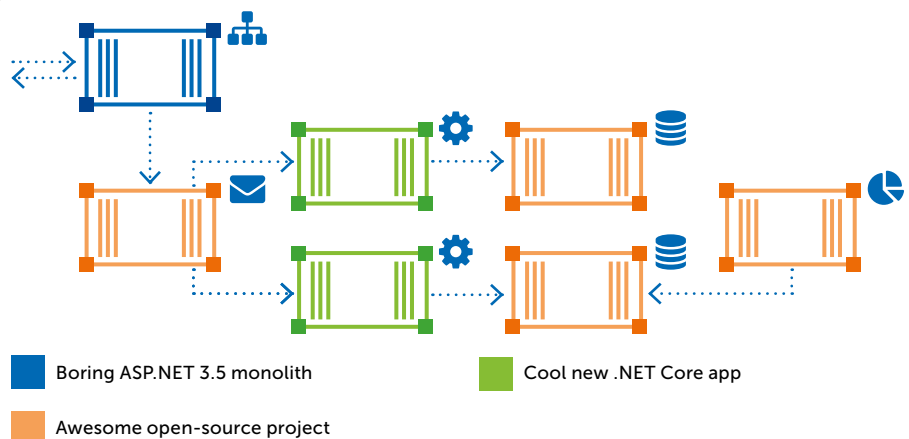 Boring ASP.NET 3.5 monolith
Cool new .NET Core app
Awesome open-source project